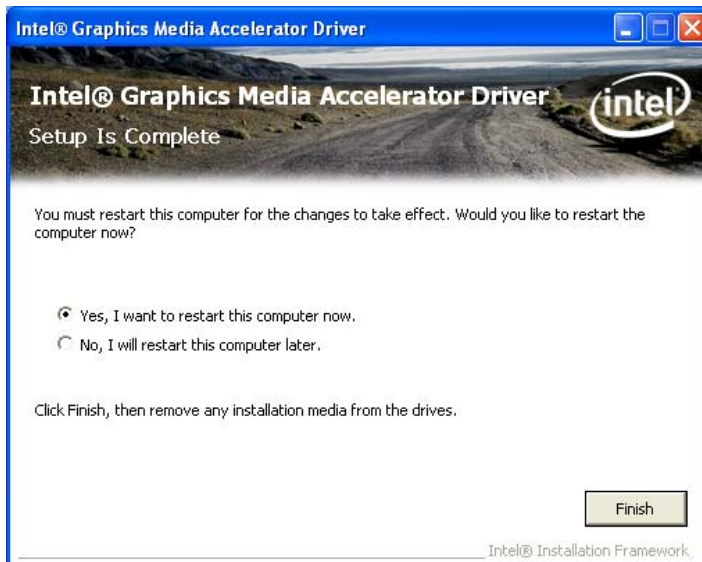 Intel® Graphics Media Accelerator Driver
Intel® Graphics Media Accelerator Driver
intel
Setup Is Complete
You must restart this computer for the changes to take effect. Would you like to restart the
computer now?
Yes, I want to restart this computer now.
No, I will restart this computer later.
Click Finish, then remove any installation media from the drives.
Finish
Intel® Installation Framework